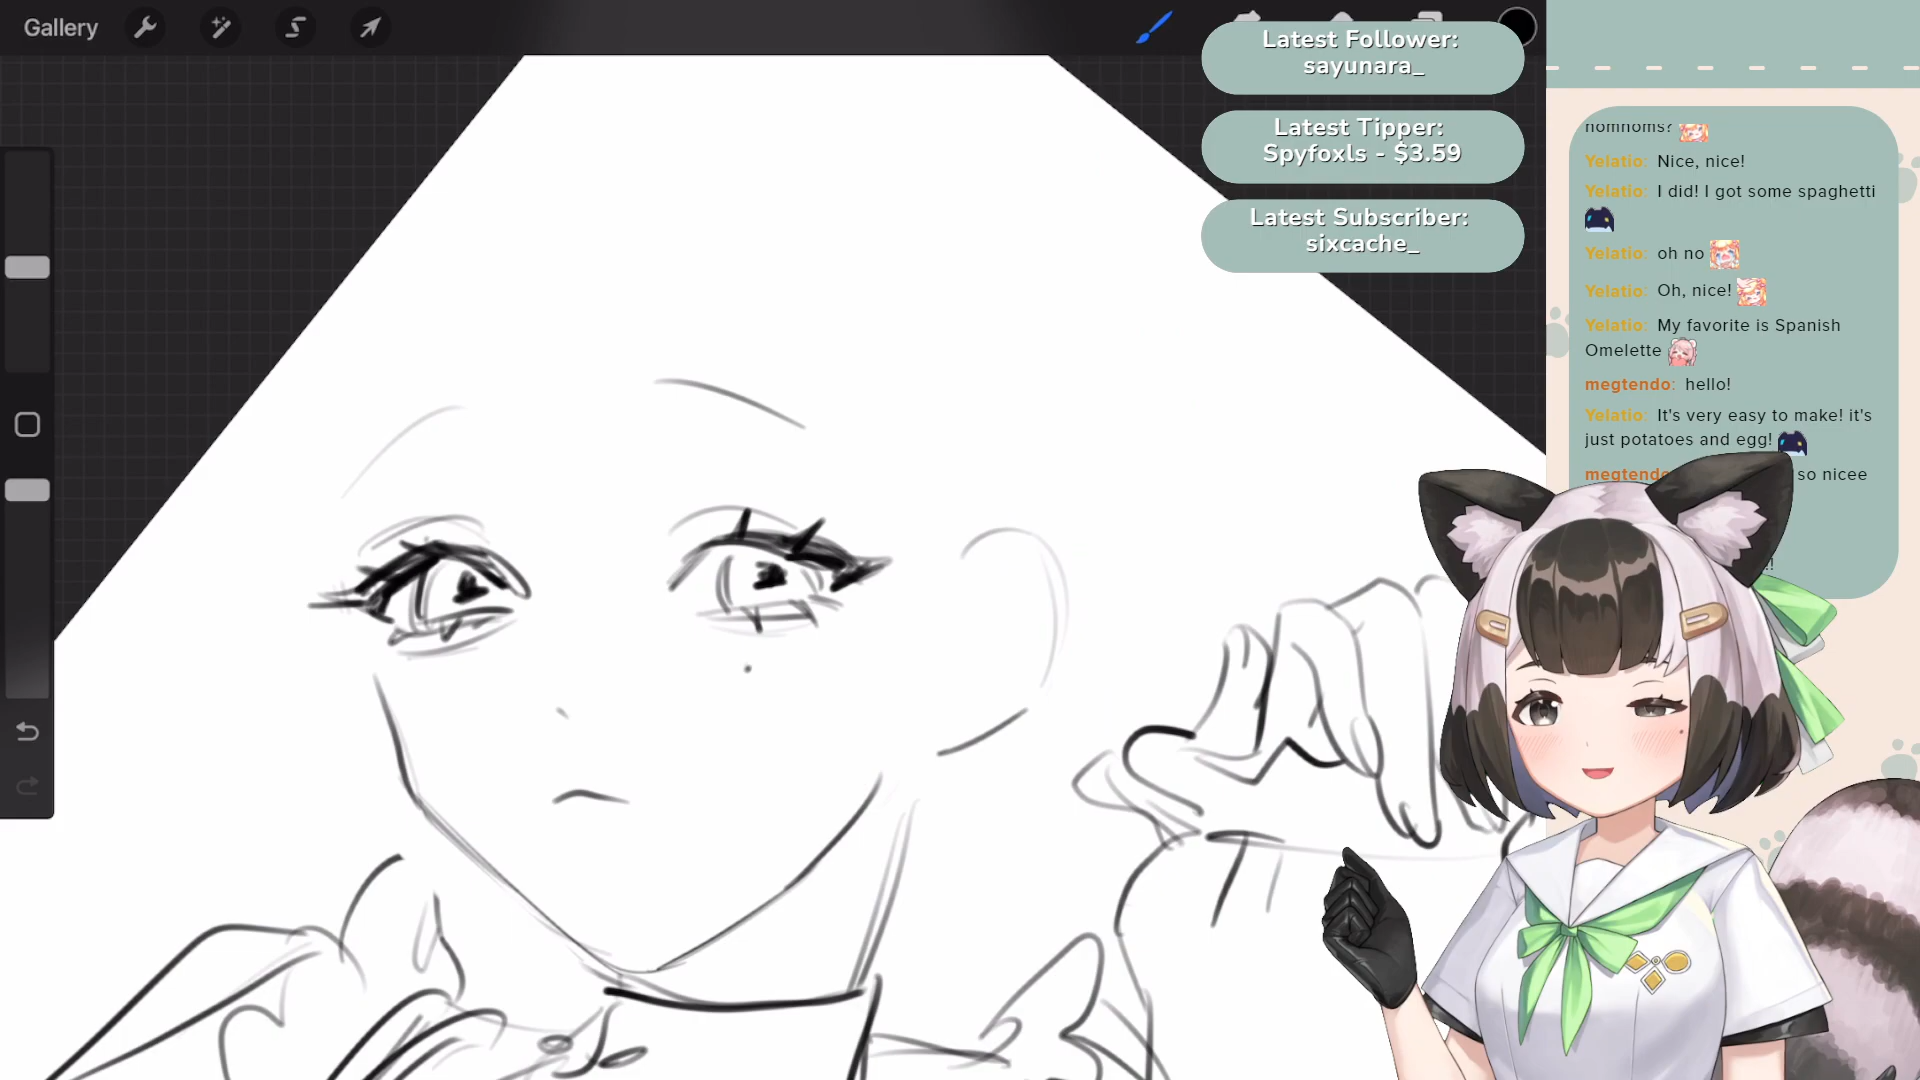 Gallery
Latest Follower:
sayunara_
Latest Tipper:
Spyfoxls - $3.59
Latest Subscriber:
sixcache_
nomnoms?
Yelatio: Nice, nice!
Yelatio: I did! I got some spaghetti
Yelatio: oh no
Yelatio: Oh, nice!
Yelatio: My favorite is Spanish
Omelette
megtendo: hello!
Yelatio: It's very easy to make! it's
just potatoes and egg!
megtendo so nicee